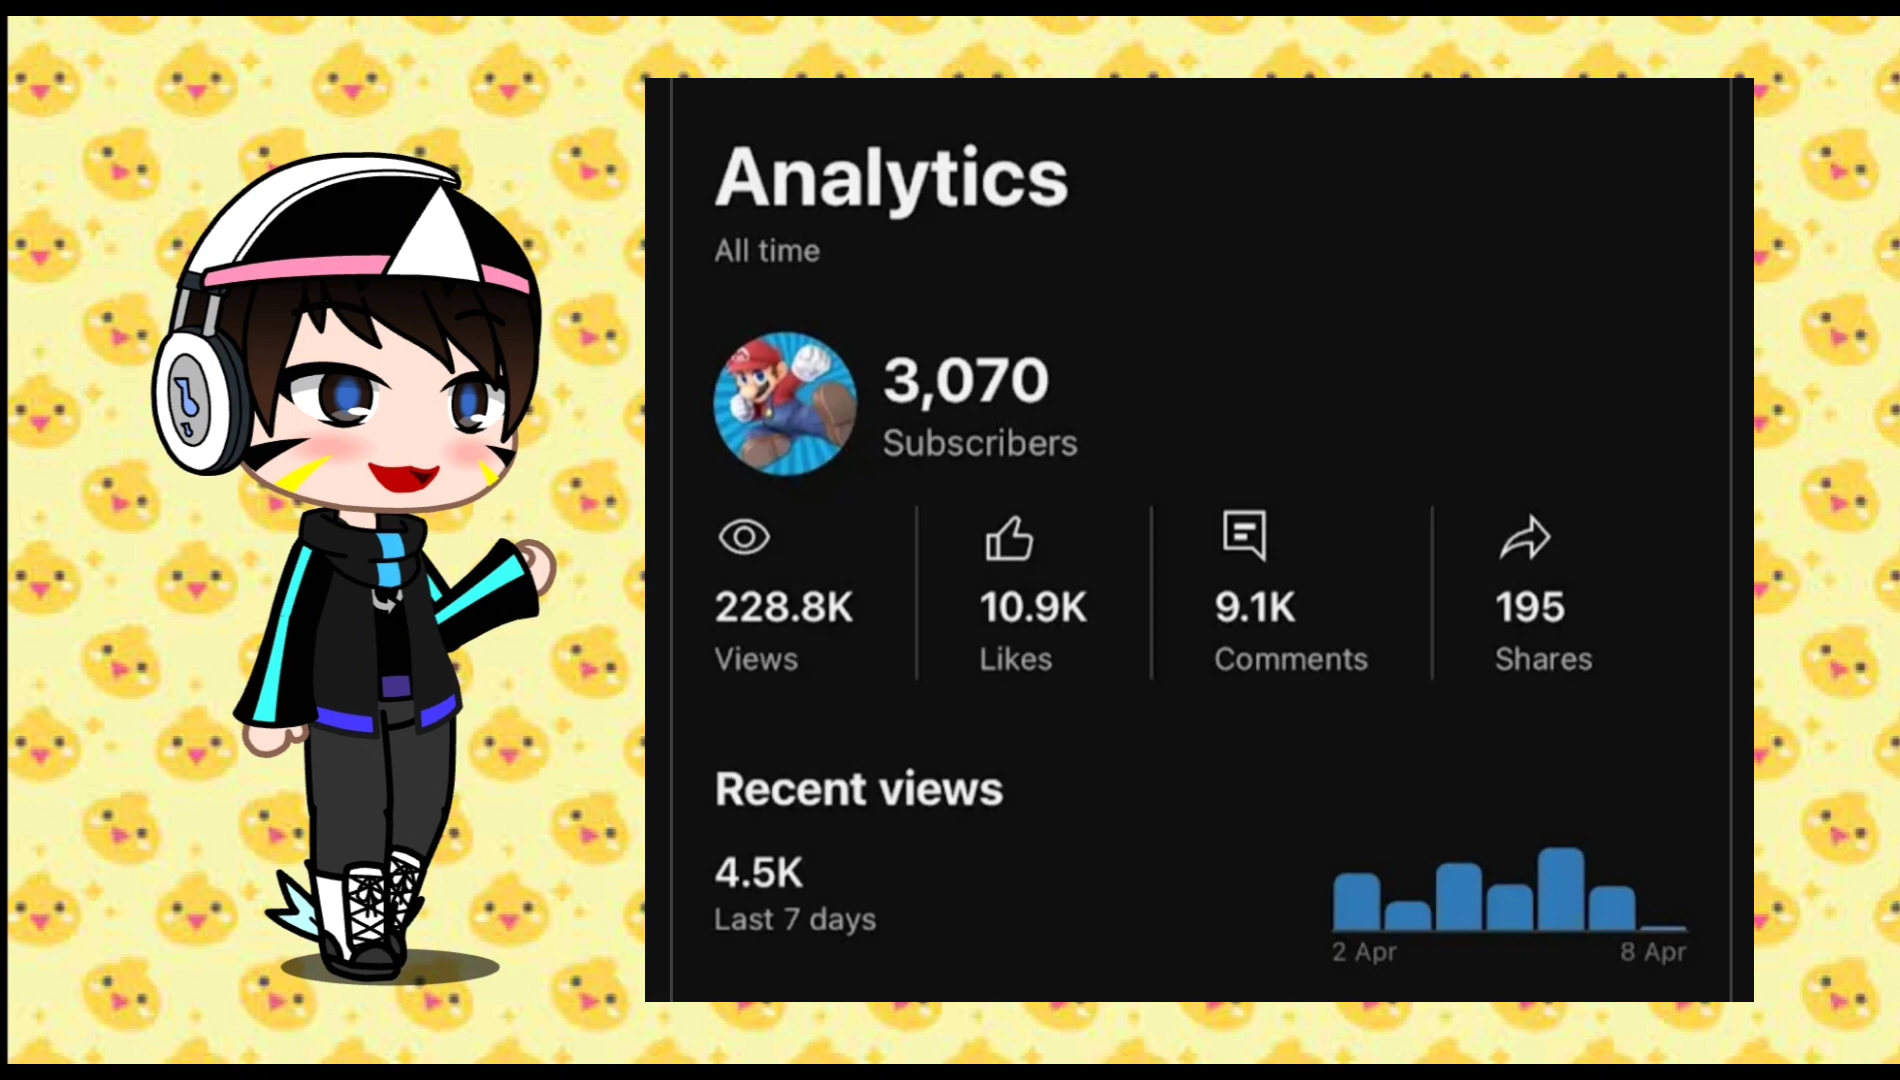 Analytics
All time
3,070
Subscribers
228.8K 10.9K 9.1K 195
Views Likes Comments Shares
Recent views
4.5K
Last 7 days
2 Apr 8 Apr